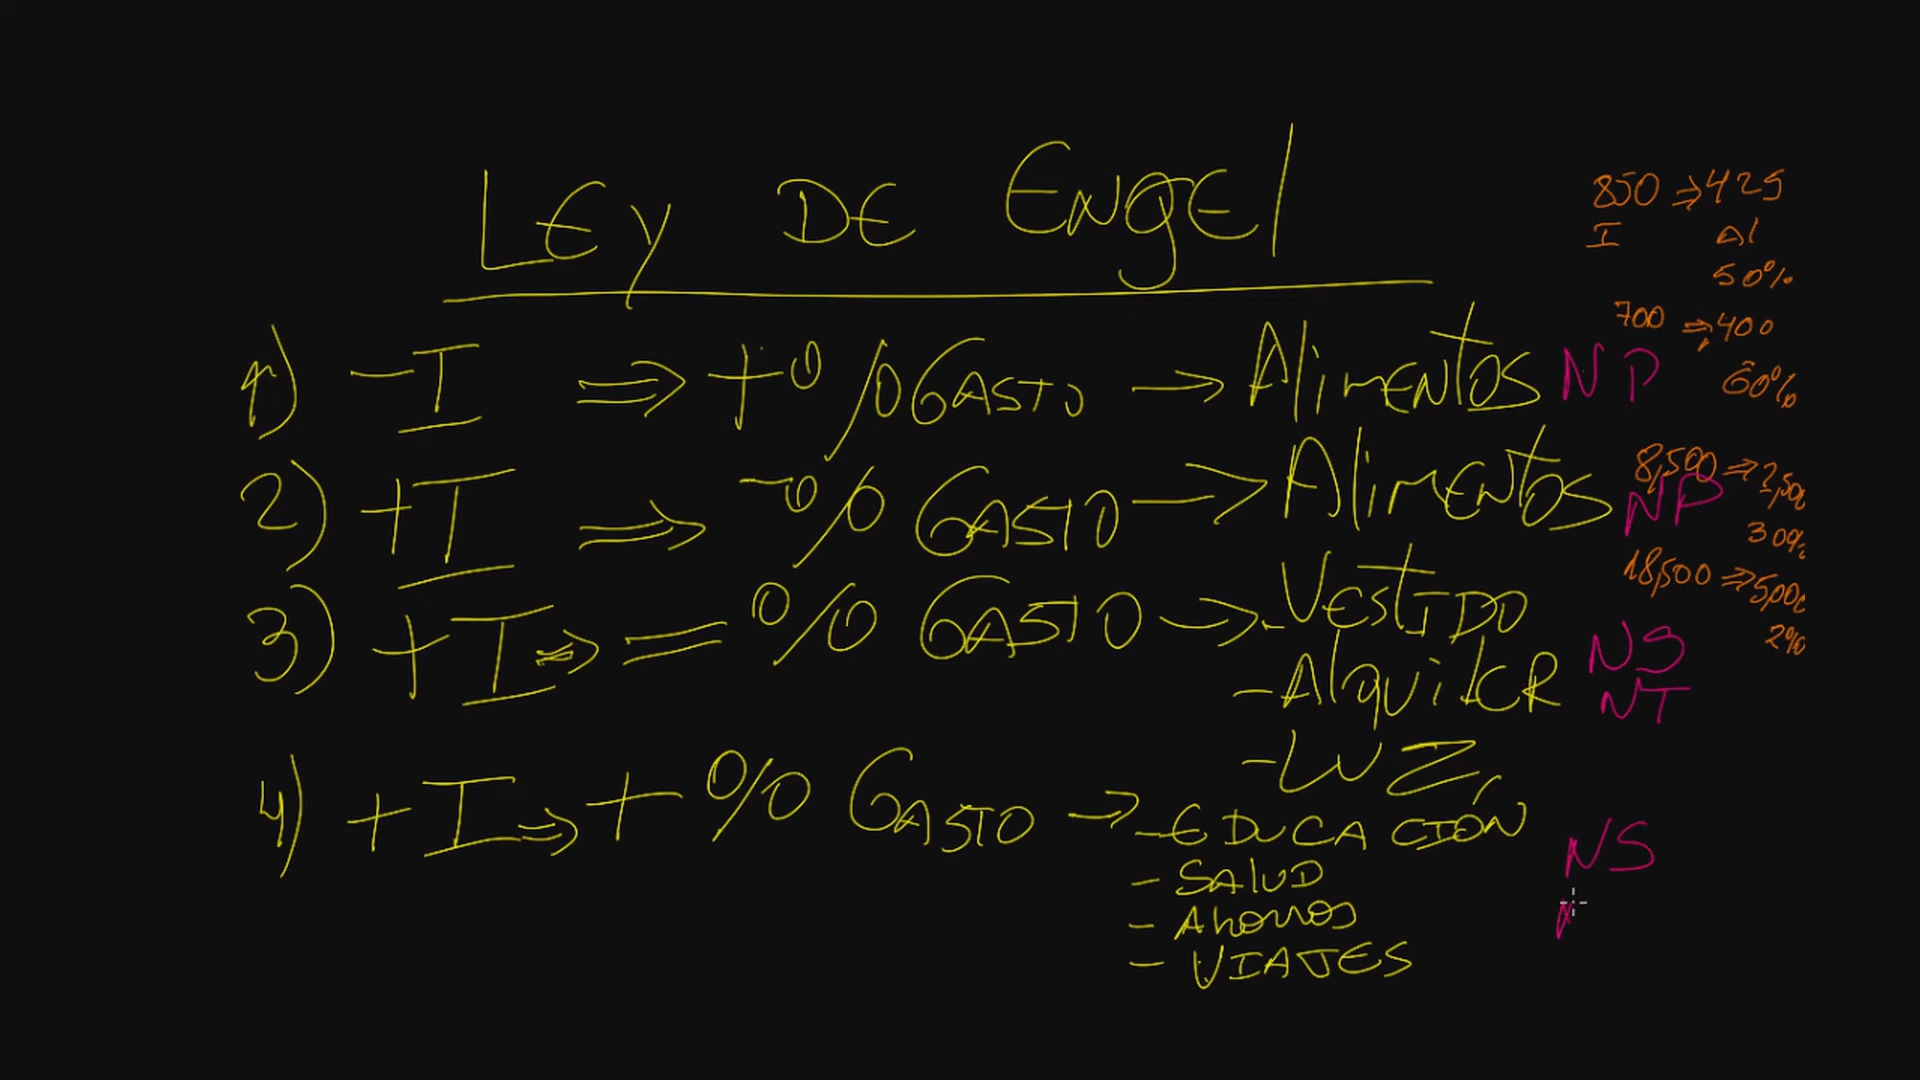 LEY DE ENGEl
1) -I ⇒ +%GASTO → AlimENtos NP
2) +I ⇒ -% GASTO → AlimENtos NP
3) +I ⇒ = % GASTO → - VEStIDO NS
- AlquilER NT
- LUZ
4) + I ⇒ + % GASTO → - EDUCACIÓN NS
- SAlUD
- Ahorros
- VIAJES
850 ⇒ 425
I Al
50%
700 ⇒ 400
60%
8,500 ⇒ 2,500
30%
18,500 ⇒ 5,000
2%